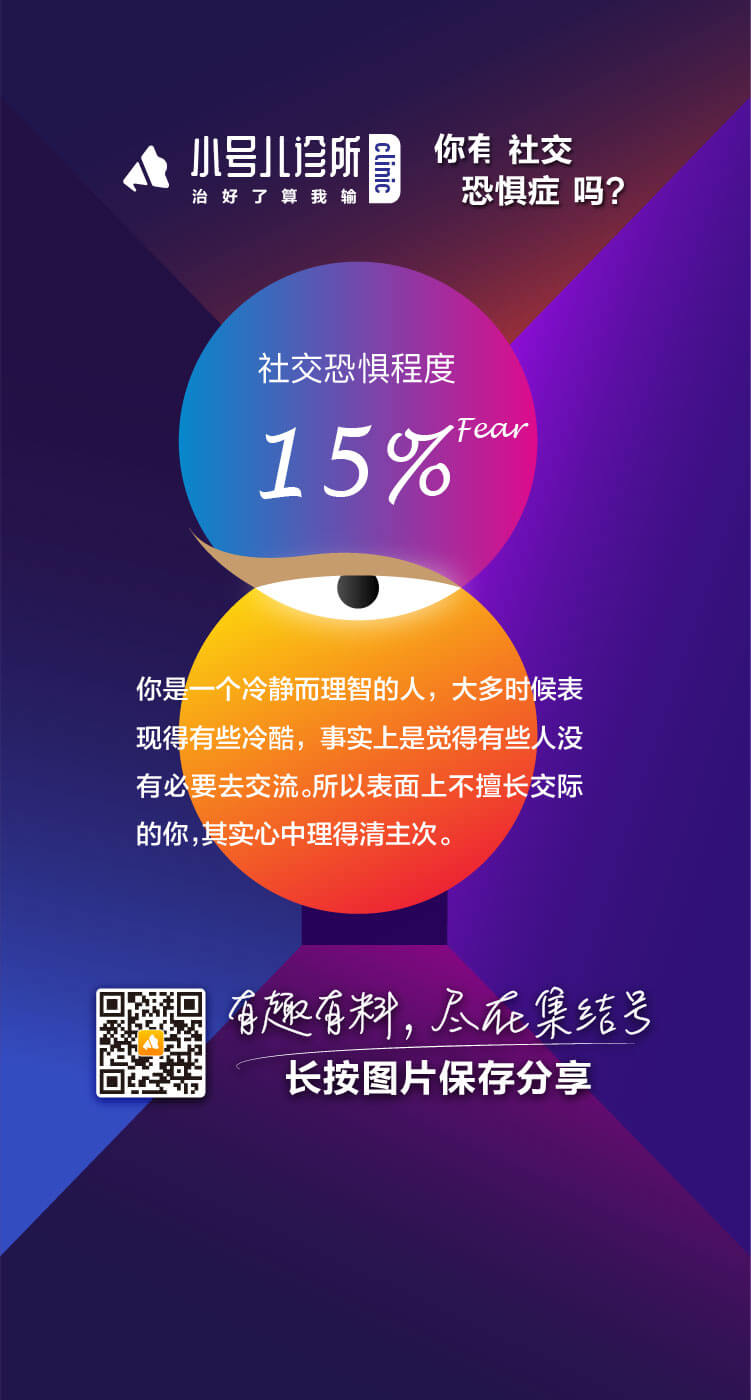 小号儿诊所
clinic
治好了算我输
你有 社交
恐惧症 吗?
社交恐惧程度
15% Fear
你是一个冷静而理智的人，大多时候表
现得有些冷酷，事实上是觉得有些人没
有必要去交流。所以表面上不擅长交际
的你,其实心中理得清主次。
有趣有料，尽在集结号
长按图片保存分享